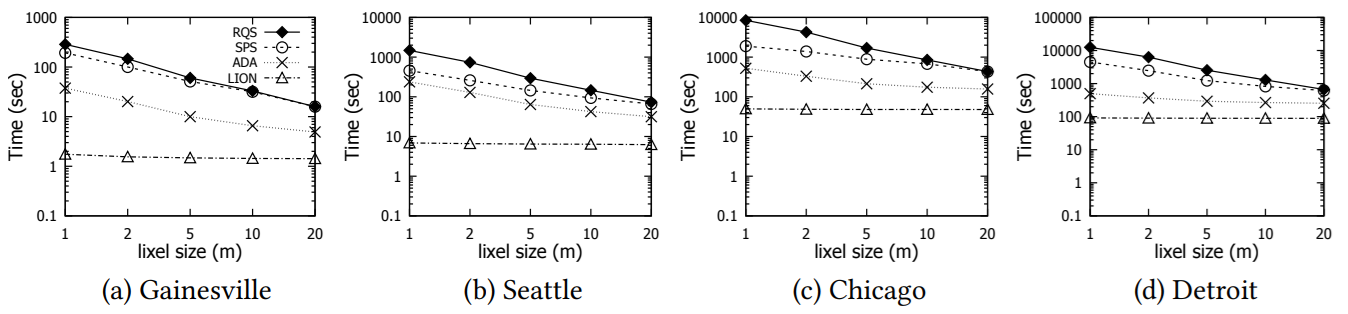 1000
100
10
1
0.1
Time (sec)
RQS
SPS
ADA
LION
1 2 5 10 20
lixel size (m)
(a) Gainesville
10000
1000
100
10
1
0.1
Time (sec)
1 2 5 10 20
lixel size (m)
(b) Seattle
10000
1000
100
10
1
0.1
Time (sec)
1 2 5 10 20
lixel size (m)
(c) Chicago
100000
10000
1000
100
10
1
0.1
Time (sec)
1 2 5 10 20
lixel size (m)
(d) Detroit